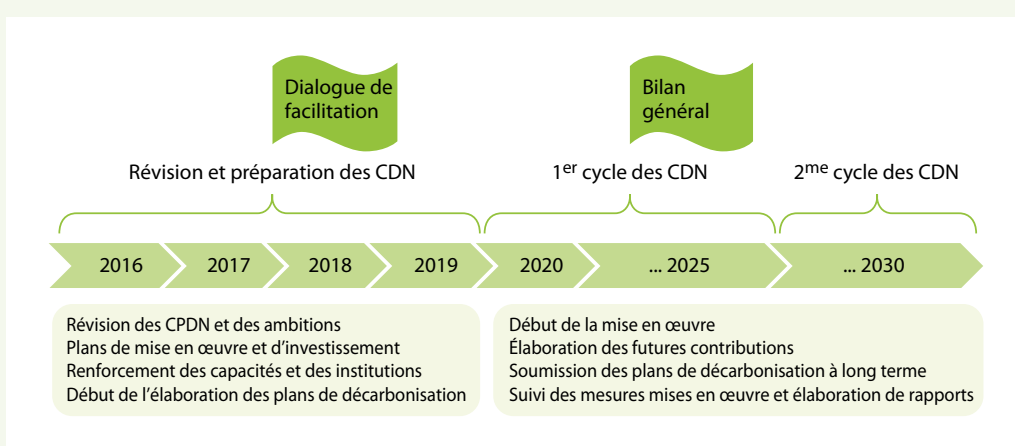 Dialogue de
facilitation
Bilan
général
Révision et préparation des CDN
1er cycle des CDN
2me cycle des CDN
2016
2017
2018
2019
2020
... 2025
... 2030
Révision des CPDN et des ambitions
Plans de mise en œuvre et d’investissement
Renforcement des capacités et des institutions
Début de l’élaboration des plans de décarbonisation
Début de la mise en œuvre
Élaboration des futures contributions
Soumission des plans de décarbonisation à long terme
Suivi des mesures mises en œuvre et élaboration de rapports